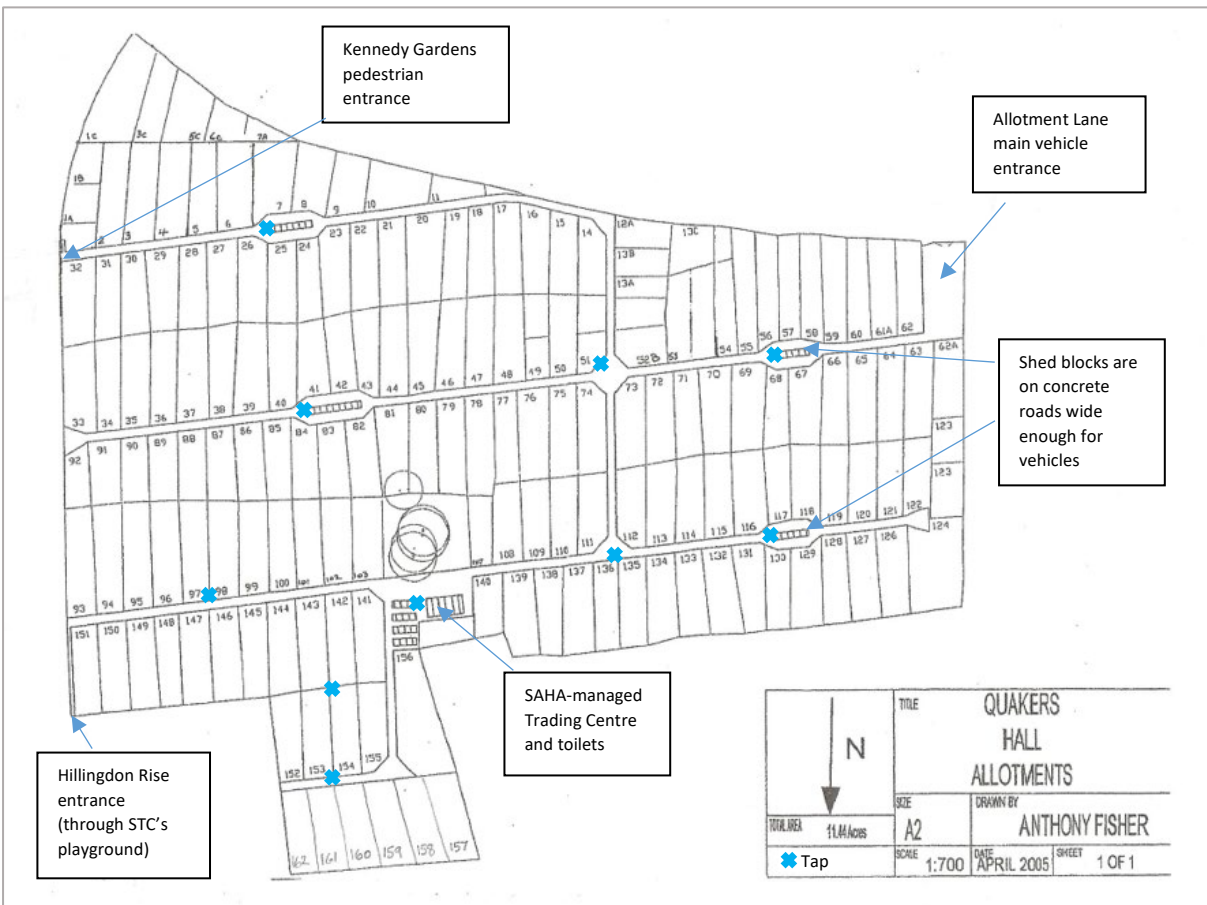 Kennedy Gardens
pedestrian
entrance
Allotment Lane
main vehicle
entrance
1C 3C 5C 6C 7A
1B
1A
7 8
2 3 4 5 6 9 10 11
12A 13C
13B
13A
32 31 30 29 28 27 26 25 24 23 22 21 20 19 18 17 16 15 14
51 52B 53 54 55 56 57 58 59 60 61A 62
33 34 35 36 37 38 39 40 41 42 43 44 45 46 47 48 49 50
73 72 71 70 69 68 67 66 65 64 63 62A
Shed blocks are
on concrete
roads wide
enough for
vehicles
92 91 90 89 88 87 86 85 84 83 82 81 80 79 78 77 76 75 74
123
123
93 94 95 96 97 98 99 100 101 102 103 107 108 109 110 111 112 113 114 115 116 117 118 119 120 121 122
124
151 150 149 148 147 146 145 144 143 142 141
140 139 138 137 136 135 134 133 132 131 130 129 128 127 126
156
SAHA-managed
Trading Centre
and toilets
152 153 154 155
162 161 160 159 158 157
Hillingdon Rise
entrance
(through STC's
playground)
N
TITLE
QUAKERS
HALL
ALLOTMENTS
TOTAL AREA 11.44 Acres
SIZE
A2
DRAWN BY
ANTHONY FISHER
Tap
SCALE
1:700
DATE
APRIL 2005
SHEET
1 OF 1